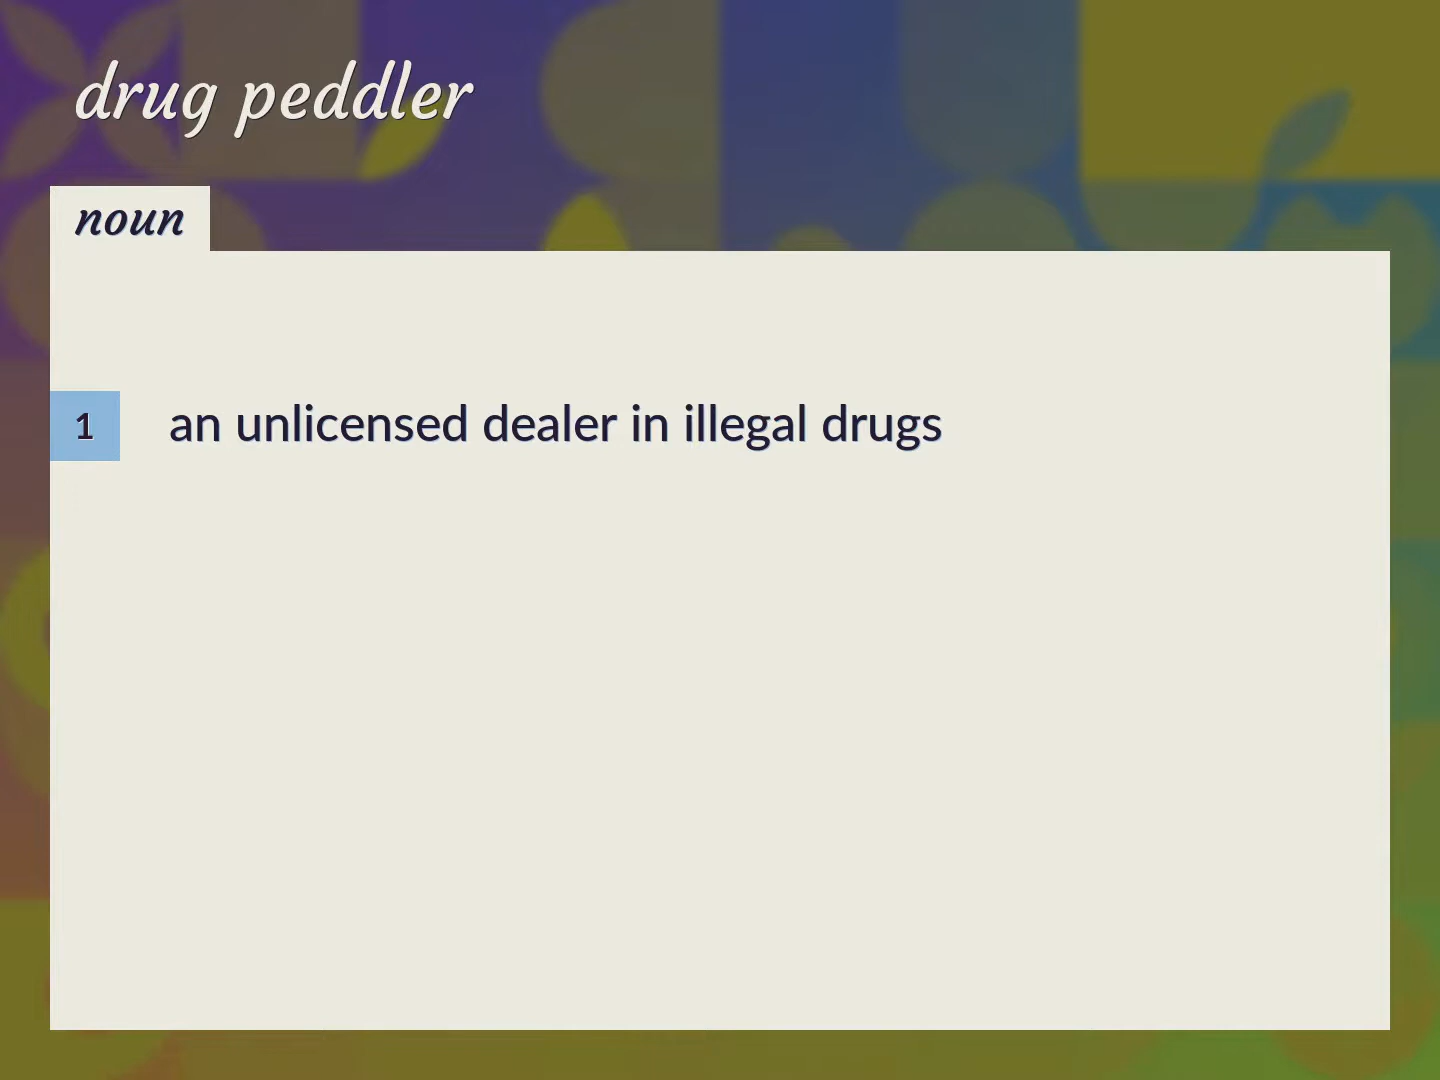 drug peddler
noun
1 an unlicensed dealer in illegal drugs